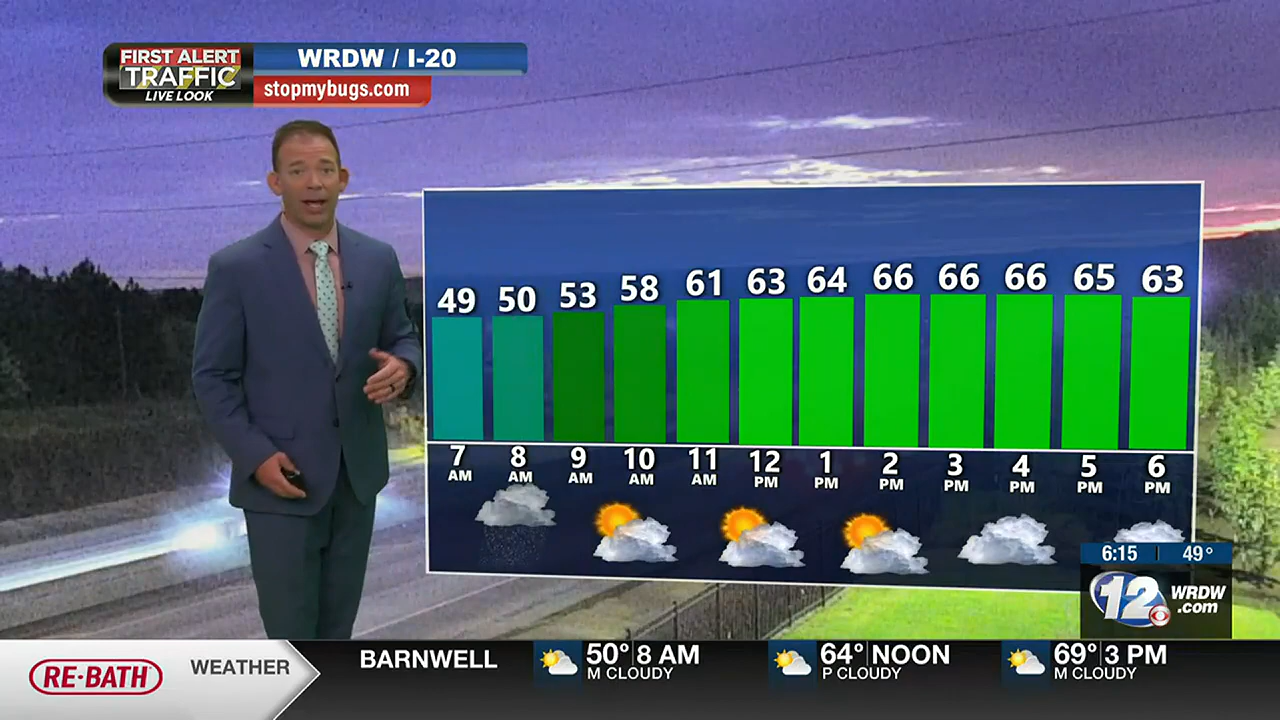 FIRST ALERT
TRAFFIC
LIVE LOOK
WRDW / I-20
stopmybugs.com
49 50 53 58 61 63 64 66 66 66 65 63
7 8 9 10 11 12 1 2 3 4 5 6
AM AM AM AM AM PM PM PM PM PM PM PM
6:15 49°
12 WRDW
.com
RE·BATH WEATHER
BARNWELL 50° 8 AM 64° NOON 69° 3 PM
M CLOUDY P CLOUDY M CLOUDY